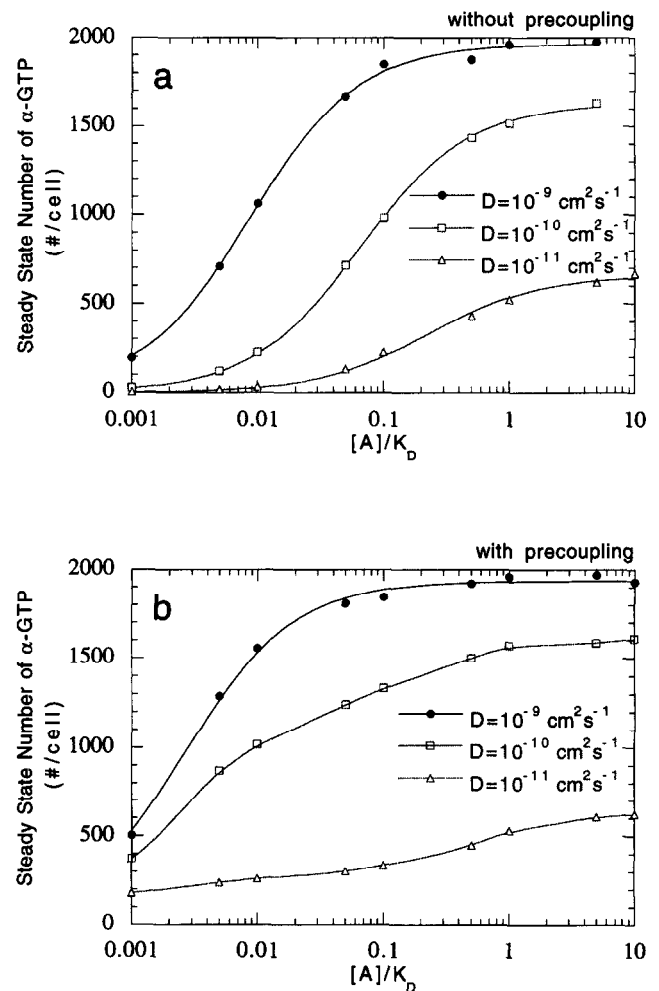 without precoupling
a
Steady State Number of α-GTP
(#/cell)
2000
1500
1000
500
0
D=10⁻⁹ cm²s⁻¹
D=10⁻¹⁰ cm²s⁻¹
D=10⁻¹¹ cm²s⁻¹
0.001 0.01 0.1 1 10
[A]/K_D
with precoupling
b
Steady State Number of α-GTP
(#/cell)
2000
1500
1000
500
0
D=10⁻⁹ cm²s⁻¹
D=10⁻¹⁰ cm²s⁻¹
D=10⁻¹¹ cm²s⁻¹
0.001 0.01 0.1 1 10
[A]/K_D